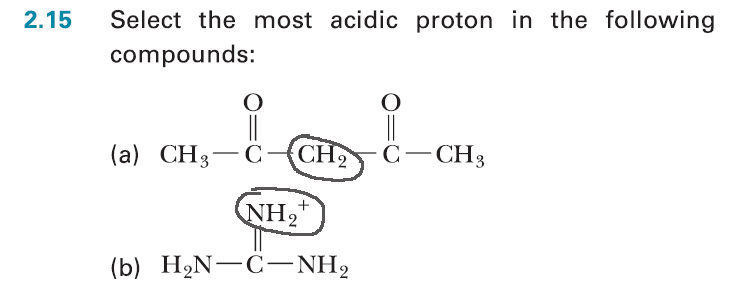 2.15 Select the most acidic proton in the following
compounds:
O O
(a) CH₃—C—CH₂—C—CH₃
NH₂⁺
(b) H₂N—C—NH₂